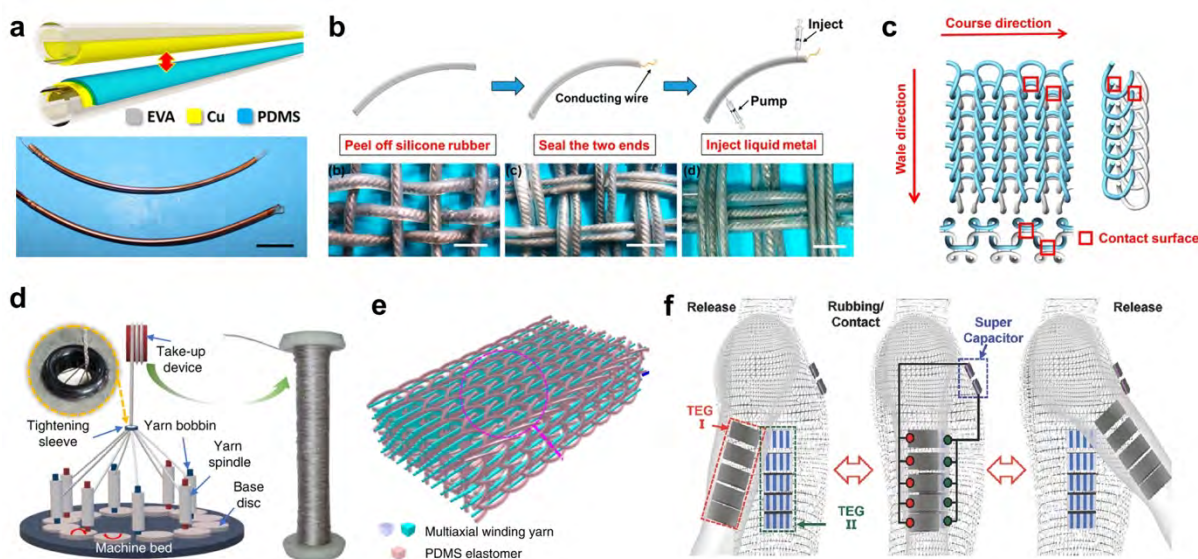 a
EVA
Cu
PDMS
b
Inject
Conducting wire
Pump
Peel off silicone rubber
Seal the two ends
Inject liquid metal
(b)
(c)
(d)
c
Course direction
Wale direction
Contact surface
d
Take-up
device
Tightening
sleeve
Yarn bobbin
Yarn
spindle
Base
disc
Machine bed
e
Multiaxial winding yarn
PDMS elastomer
f
Release
Rubbing/
Contact
Super
Capacitor
Release
TEG
I
TEG
II